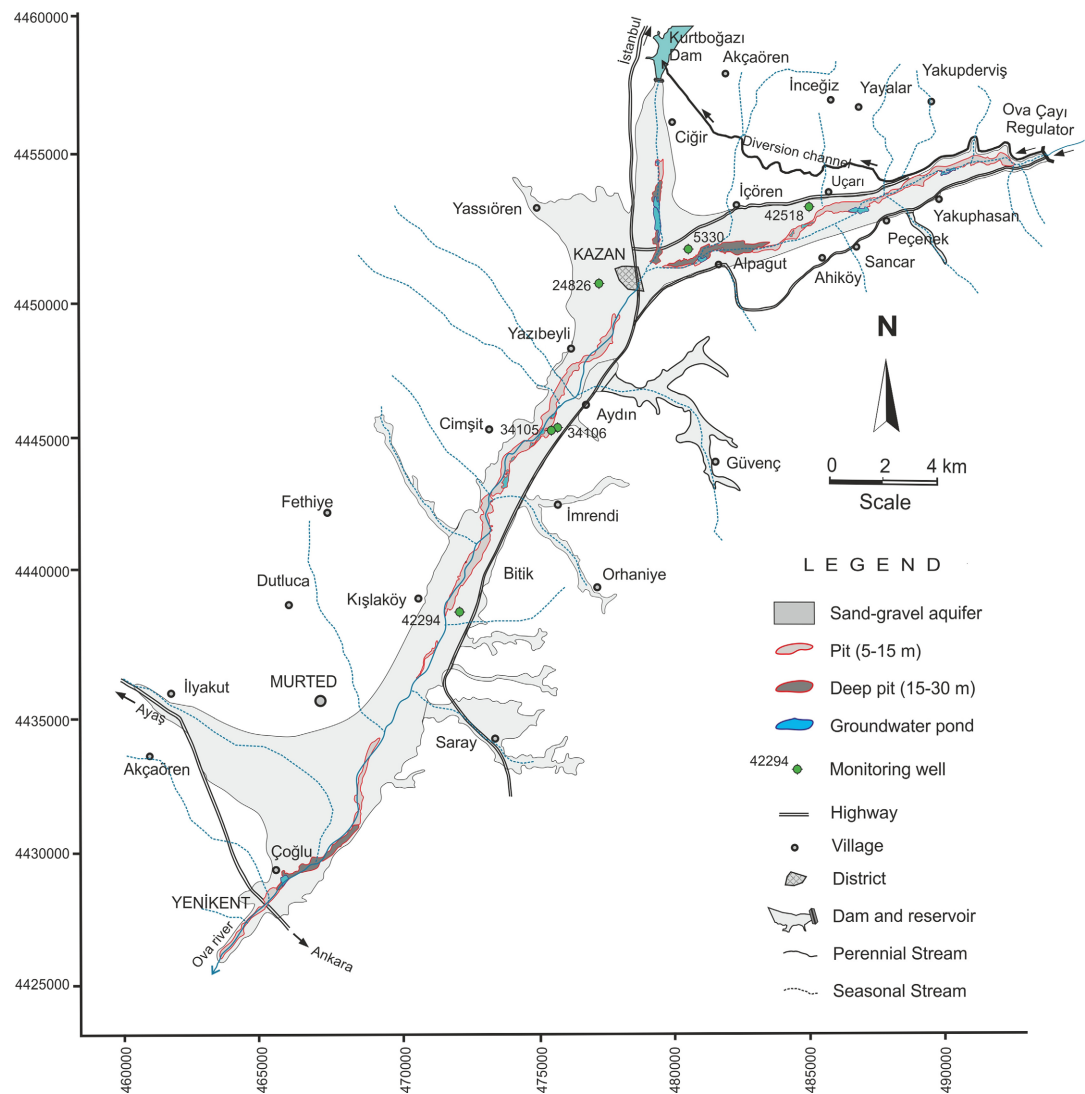 4460000
4455000
4450000
4445000
4440000
4435000
4430000
4425000
460000
465000
470000
475000
480000
485000
490000
İstanbul
Kurtboğazı
Dam
Akçaören
İnceğiz
Yayalar
Yakupderviş
Ova Çayı
Regulator
Ciğir
Diversion channel
Uçarı
İçören
42518
Yassıören
5330
Yakuphasan
Peçenek
KAZAN
Alpagut
Sancar
Ahiköy
24826
Yazıbeyli
N
Aydın
Cimşit
34105
34106
Güvenç
0 2 4 km
Scale
Fethiye
İmrendi
Bitik
Orhaniye
Dutluca
Kışlaköy
42294
İlyakut
MURTED
Ayaş
Saray
Akçaören
Çoğlu
YENİKENT
Ova river
Ankara
LEGEND
Sand-gravel aquifer
Pit (5-15 m)
Deep pit (15-30 m)
Groundwater pond
42294
Monitoring well
Highway
Village
District
Dam and reservoir
Perennial Stream
Seasonal Stream